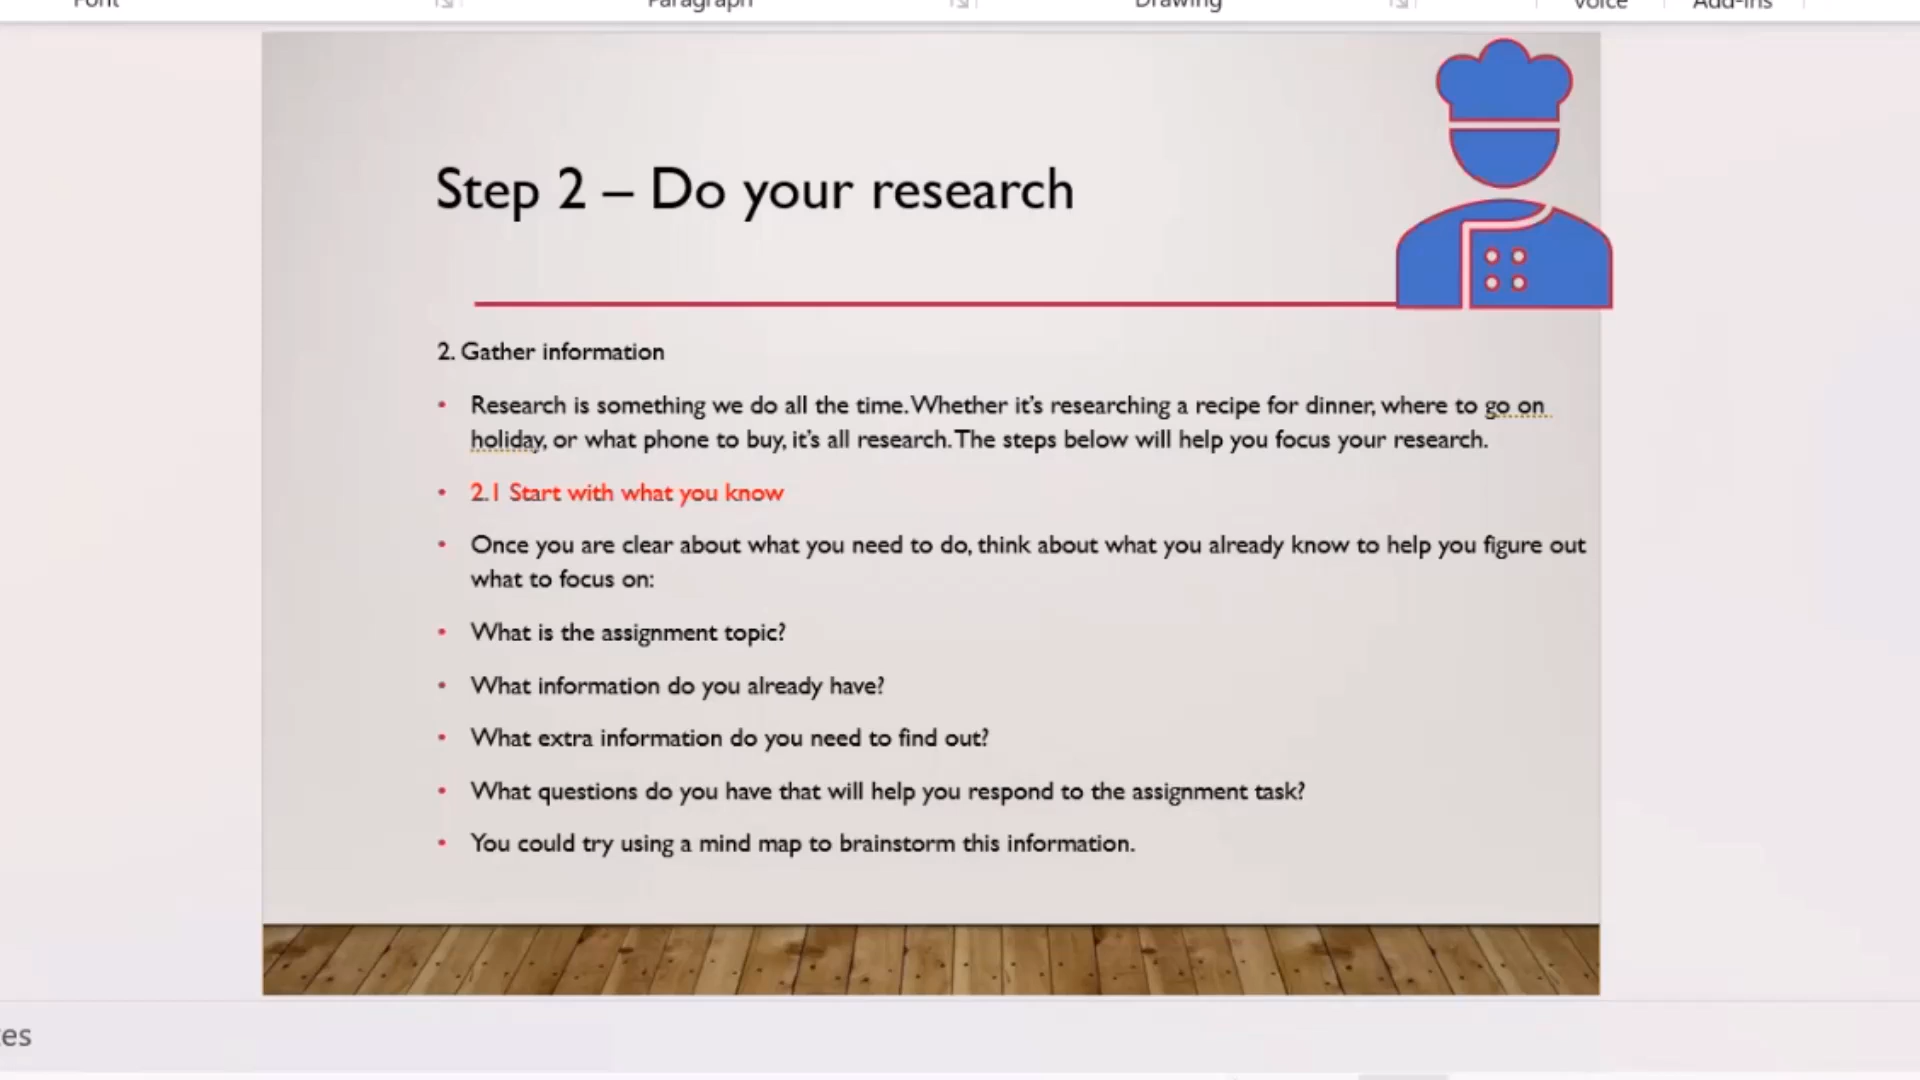 Font Paragraph Drawing Voice Add-ins
Step 2 – Do your research
2. Gather information
• Research is something we do all the time. Whether it’s researching a recipe for dinner, where to go on
holiday, or what phone to buy, it’s all research. The steps below will help you focus your research.
• 2.1 Start with what you know
• Once you are clear about what you need to do, think about what you already know to help you figure out
what to focus on:
• What is the assignment topic?
• What information do you already have?
• What extra information do you need to find out?
• What questions do you have that will help you respond to the assignment task?
• You could try using a mind map to brainstorm this information.